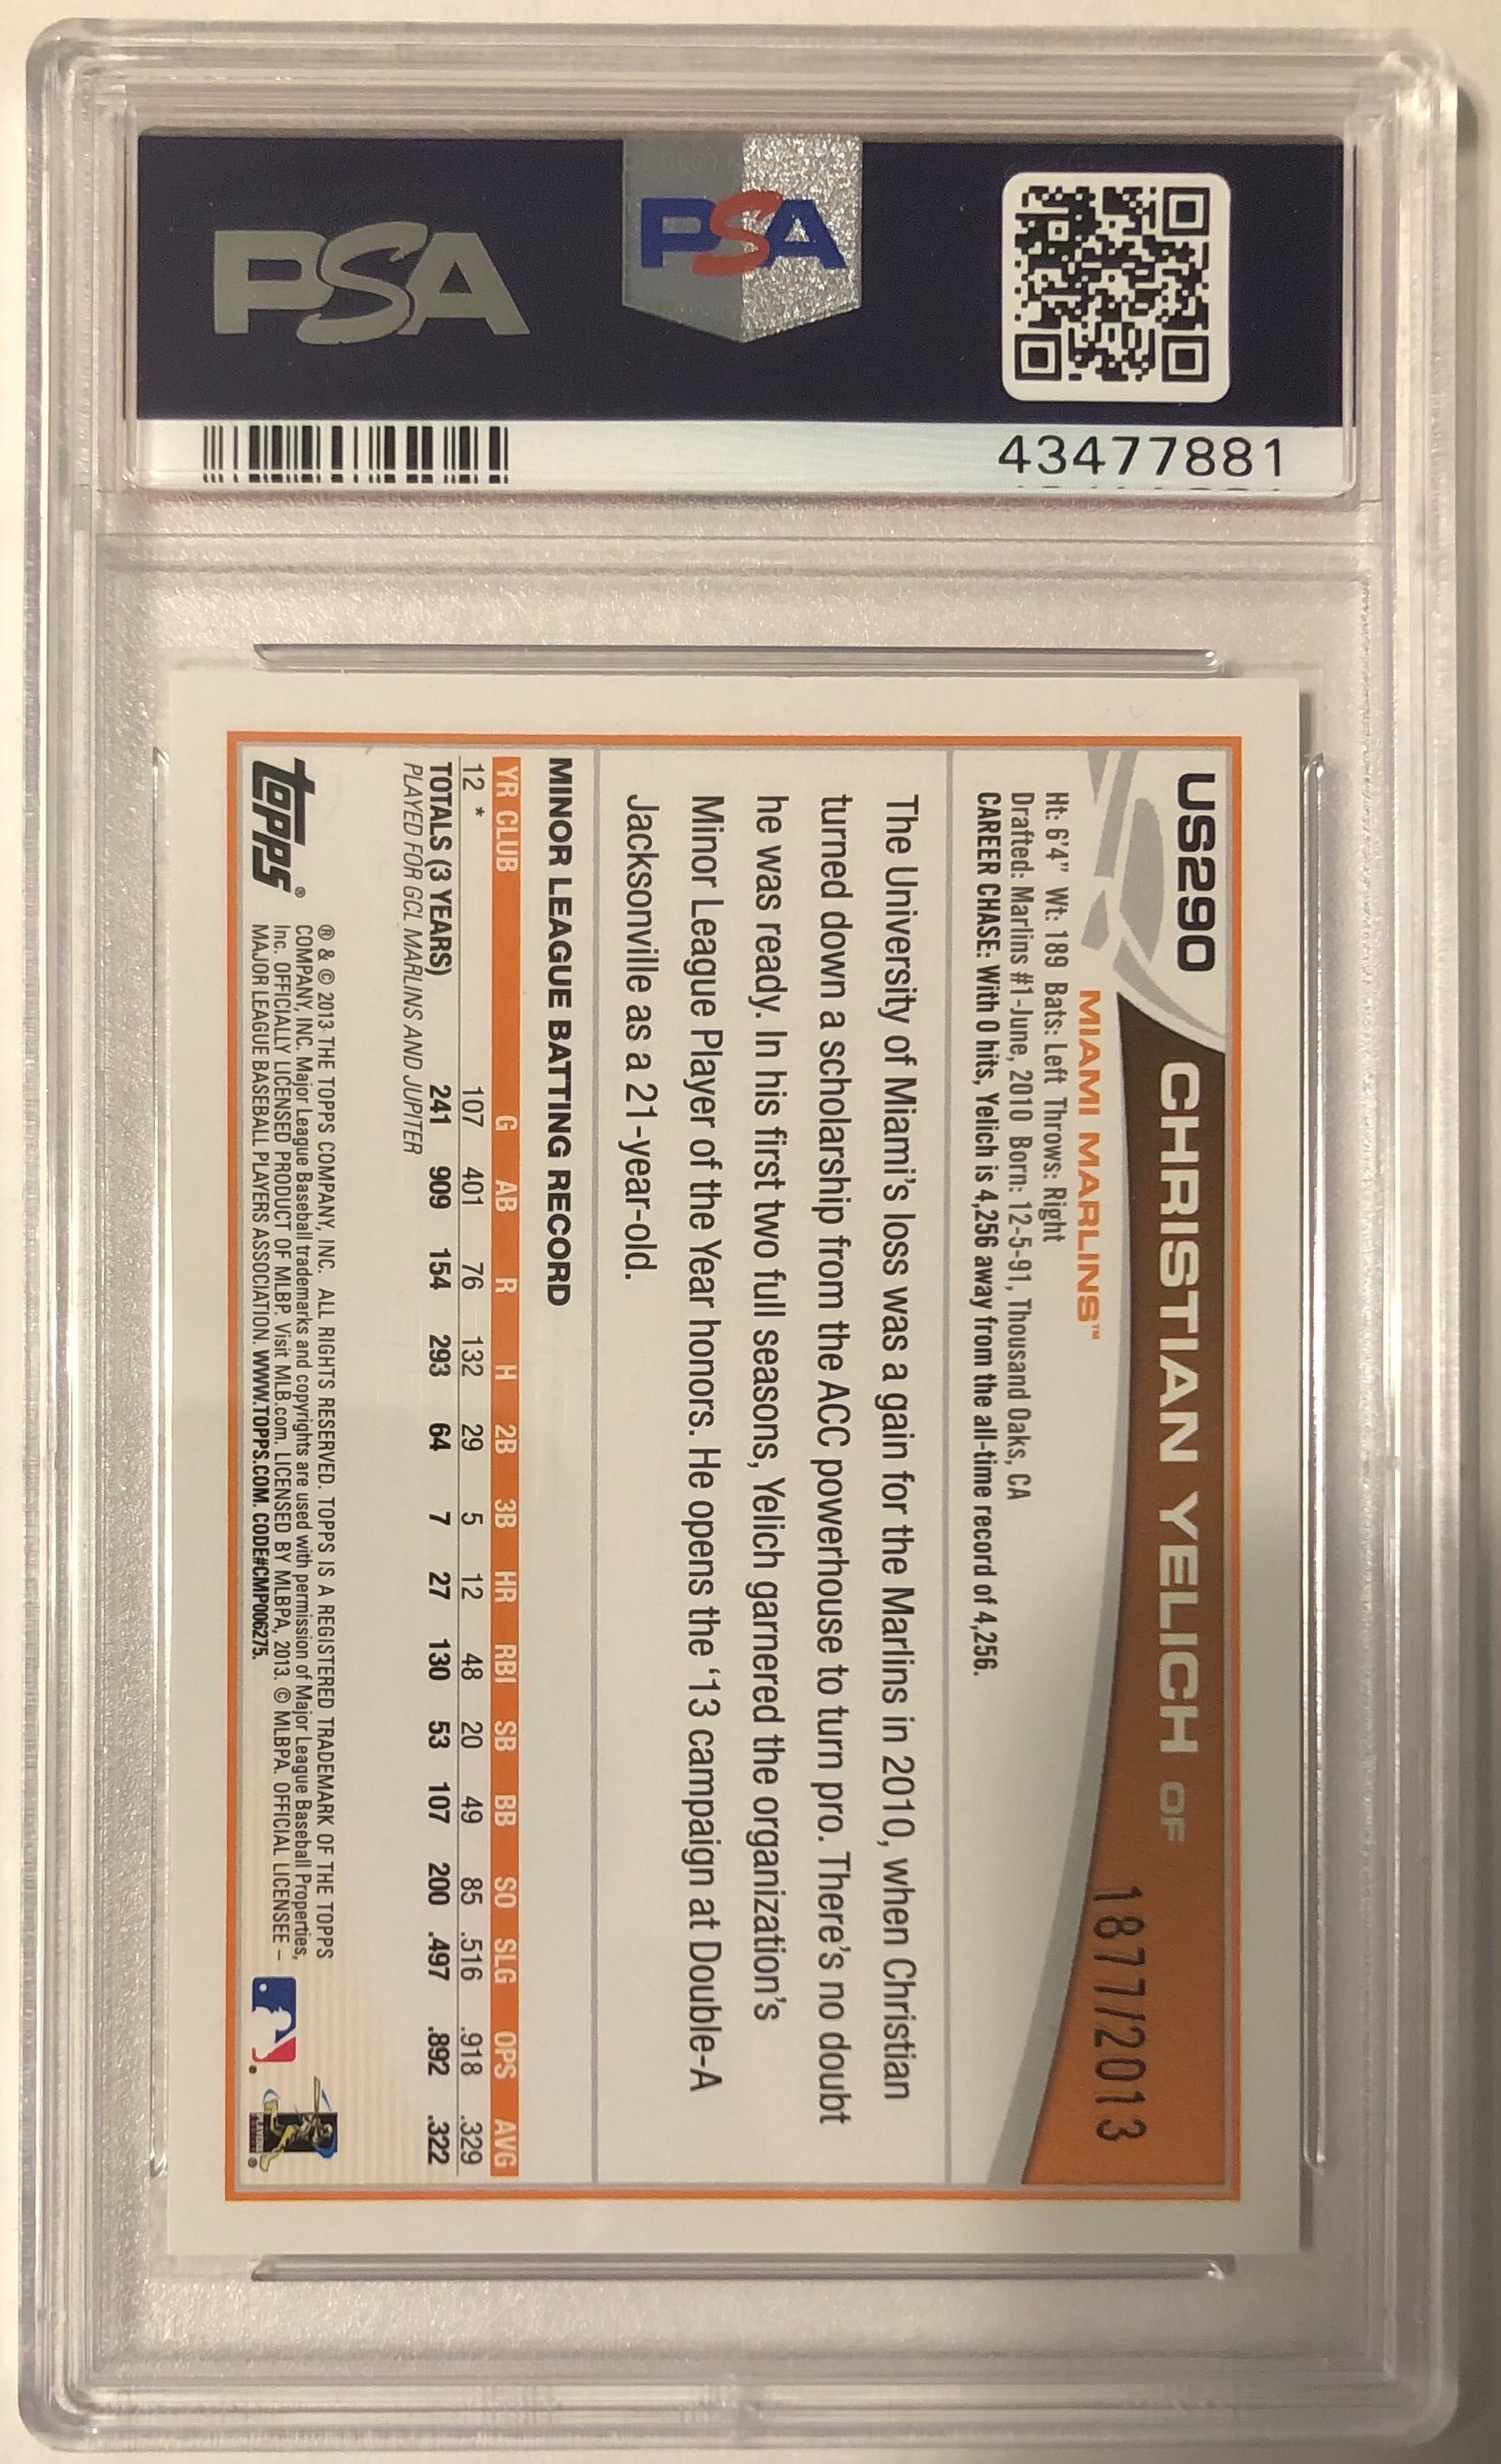 PSA
PSA
43477881
US290
CHRISTIAN YELICH OF
1877/2013
MIAMI MARLINS™
Ht: 6'4" Wt: 189 Bats: Left Throws: Right
Drafted: Marlins #1-June, 2010 Born: 12-5-91, Thousand Oaks, CA
CAREER CHASE: With 0 hits, Yelich is 4,256 away from the all-time record of 4,256.
The University of Miami's loss was a gain for the Marlins in 2010, when Christian
turned down a scholarship from the ACC powerhouse to turn pro. There's no doubt
he was ready. In his first two full seasons, Yelich garnered the organization's
Minor League Player of the Year honors. He opens the ‘13 campaign at Double-A
Jacksonville as a 21-year-old.
MINOR LEAGUE BATTING RECORD
YR CLUB G AB R H 2B 3B HR RBI SB BB SO SLG OPS AVG
12 * 107 401 76 132 29 5 12 48 20 49 85 .516 .918 .329
TOTALS (3 YEARS) 241 909 154 293 64 7 27 130 53 107 200 .497 .892 .322
PLAYED FOR GCL MARLINS AND JUPITER
topps®
® & © 2013 THE TOPPS COMPANY, INC. ALL RIGHTS RESERVED. TOPPS IS A REGISTERED TRADEMARK OF THE TOPPS
COMPANY, INC. Major League Baseball trademarks and copyrights are used with permission of Major League Baseball Properties,
Inc. OFFICIALLY LICENSED PRODUCT OF MLBP. Visit MLB.com. LICENSED BY MLBPA, 2013. © MLBPA. OFFICIAL LICENSEE –
MAJOR LEAGUE BASEBALL PLAYERS ASSOCIATION. WWW.TOPPS.COM. CODE#CMP006275.